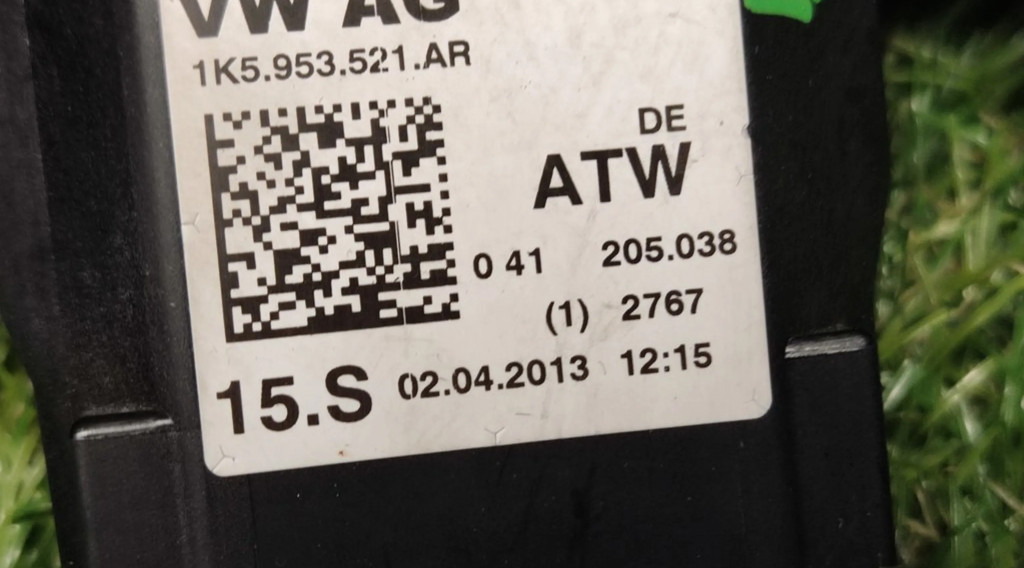 VW AG
1K5.953.521.AR
DE
ATW
0 41 205.038
(1) 2767
15.S 02.04.2013 12:15